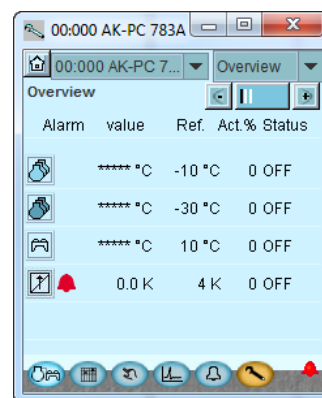 00:000 AK-PC 783A
00:000 AK-PC 7... Overview
Overview
Alarm value Ref. Act.% Status
***** °C -10 °C 0 OFF
***** °C -30 °C 0 OFF
***** °C 10 °C 0 OFF
0.0 K 4 K 0 OFF